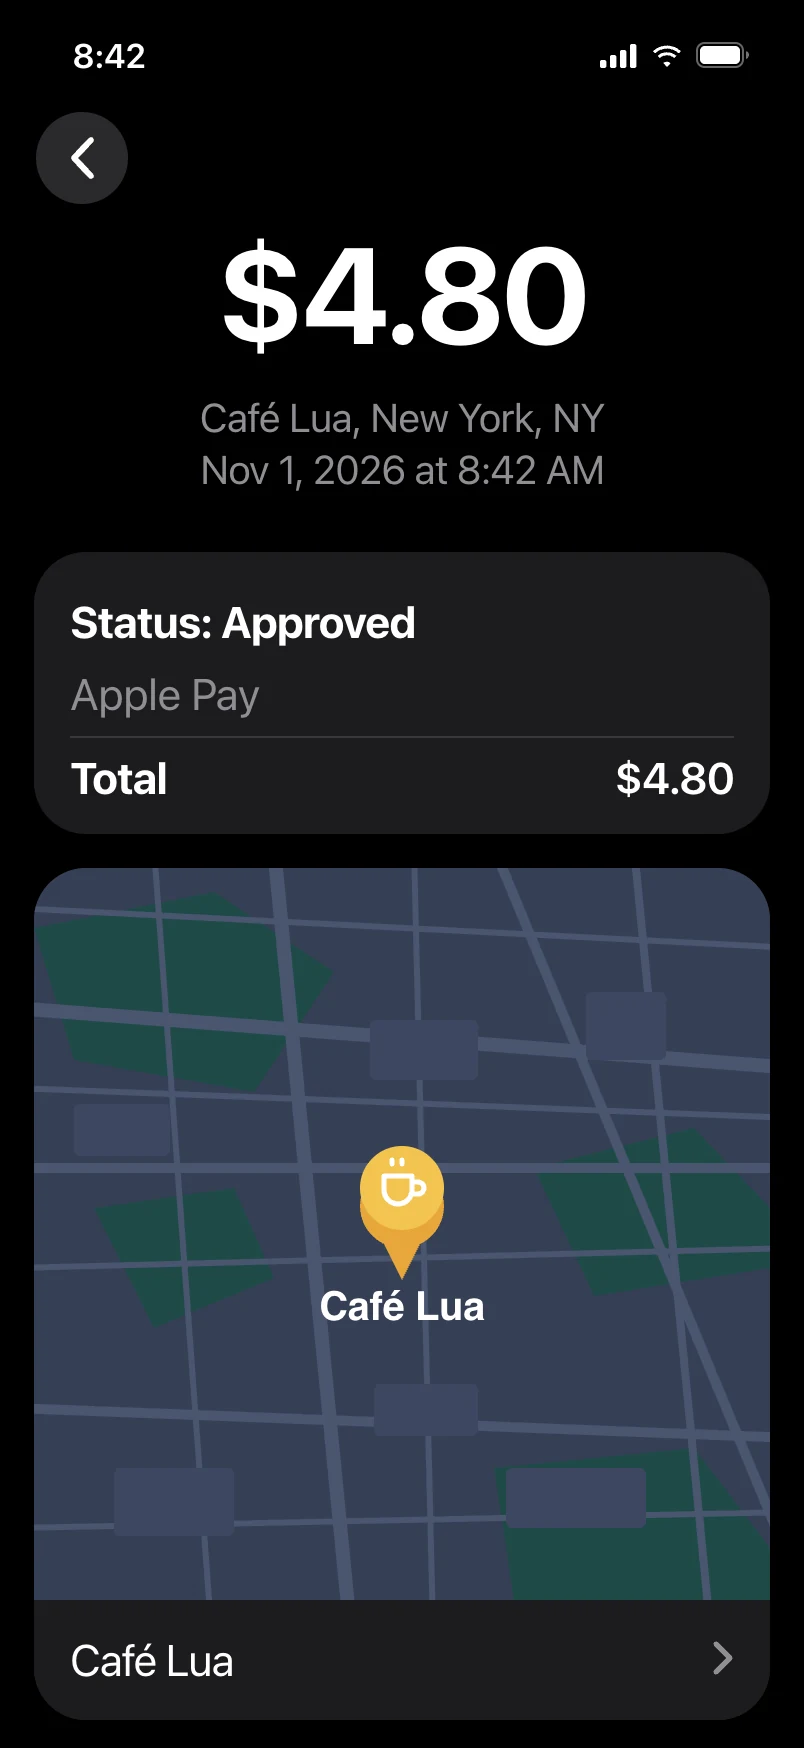 8:42
$4.80
Café Lua, New York, NY
Nov 1, 2026 at 8:42 AM
Status: Approved
Apple Pay
Total $4.80
Café Lua
Café Lua